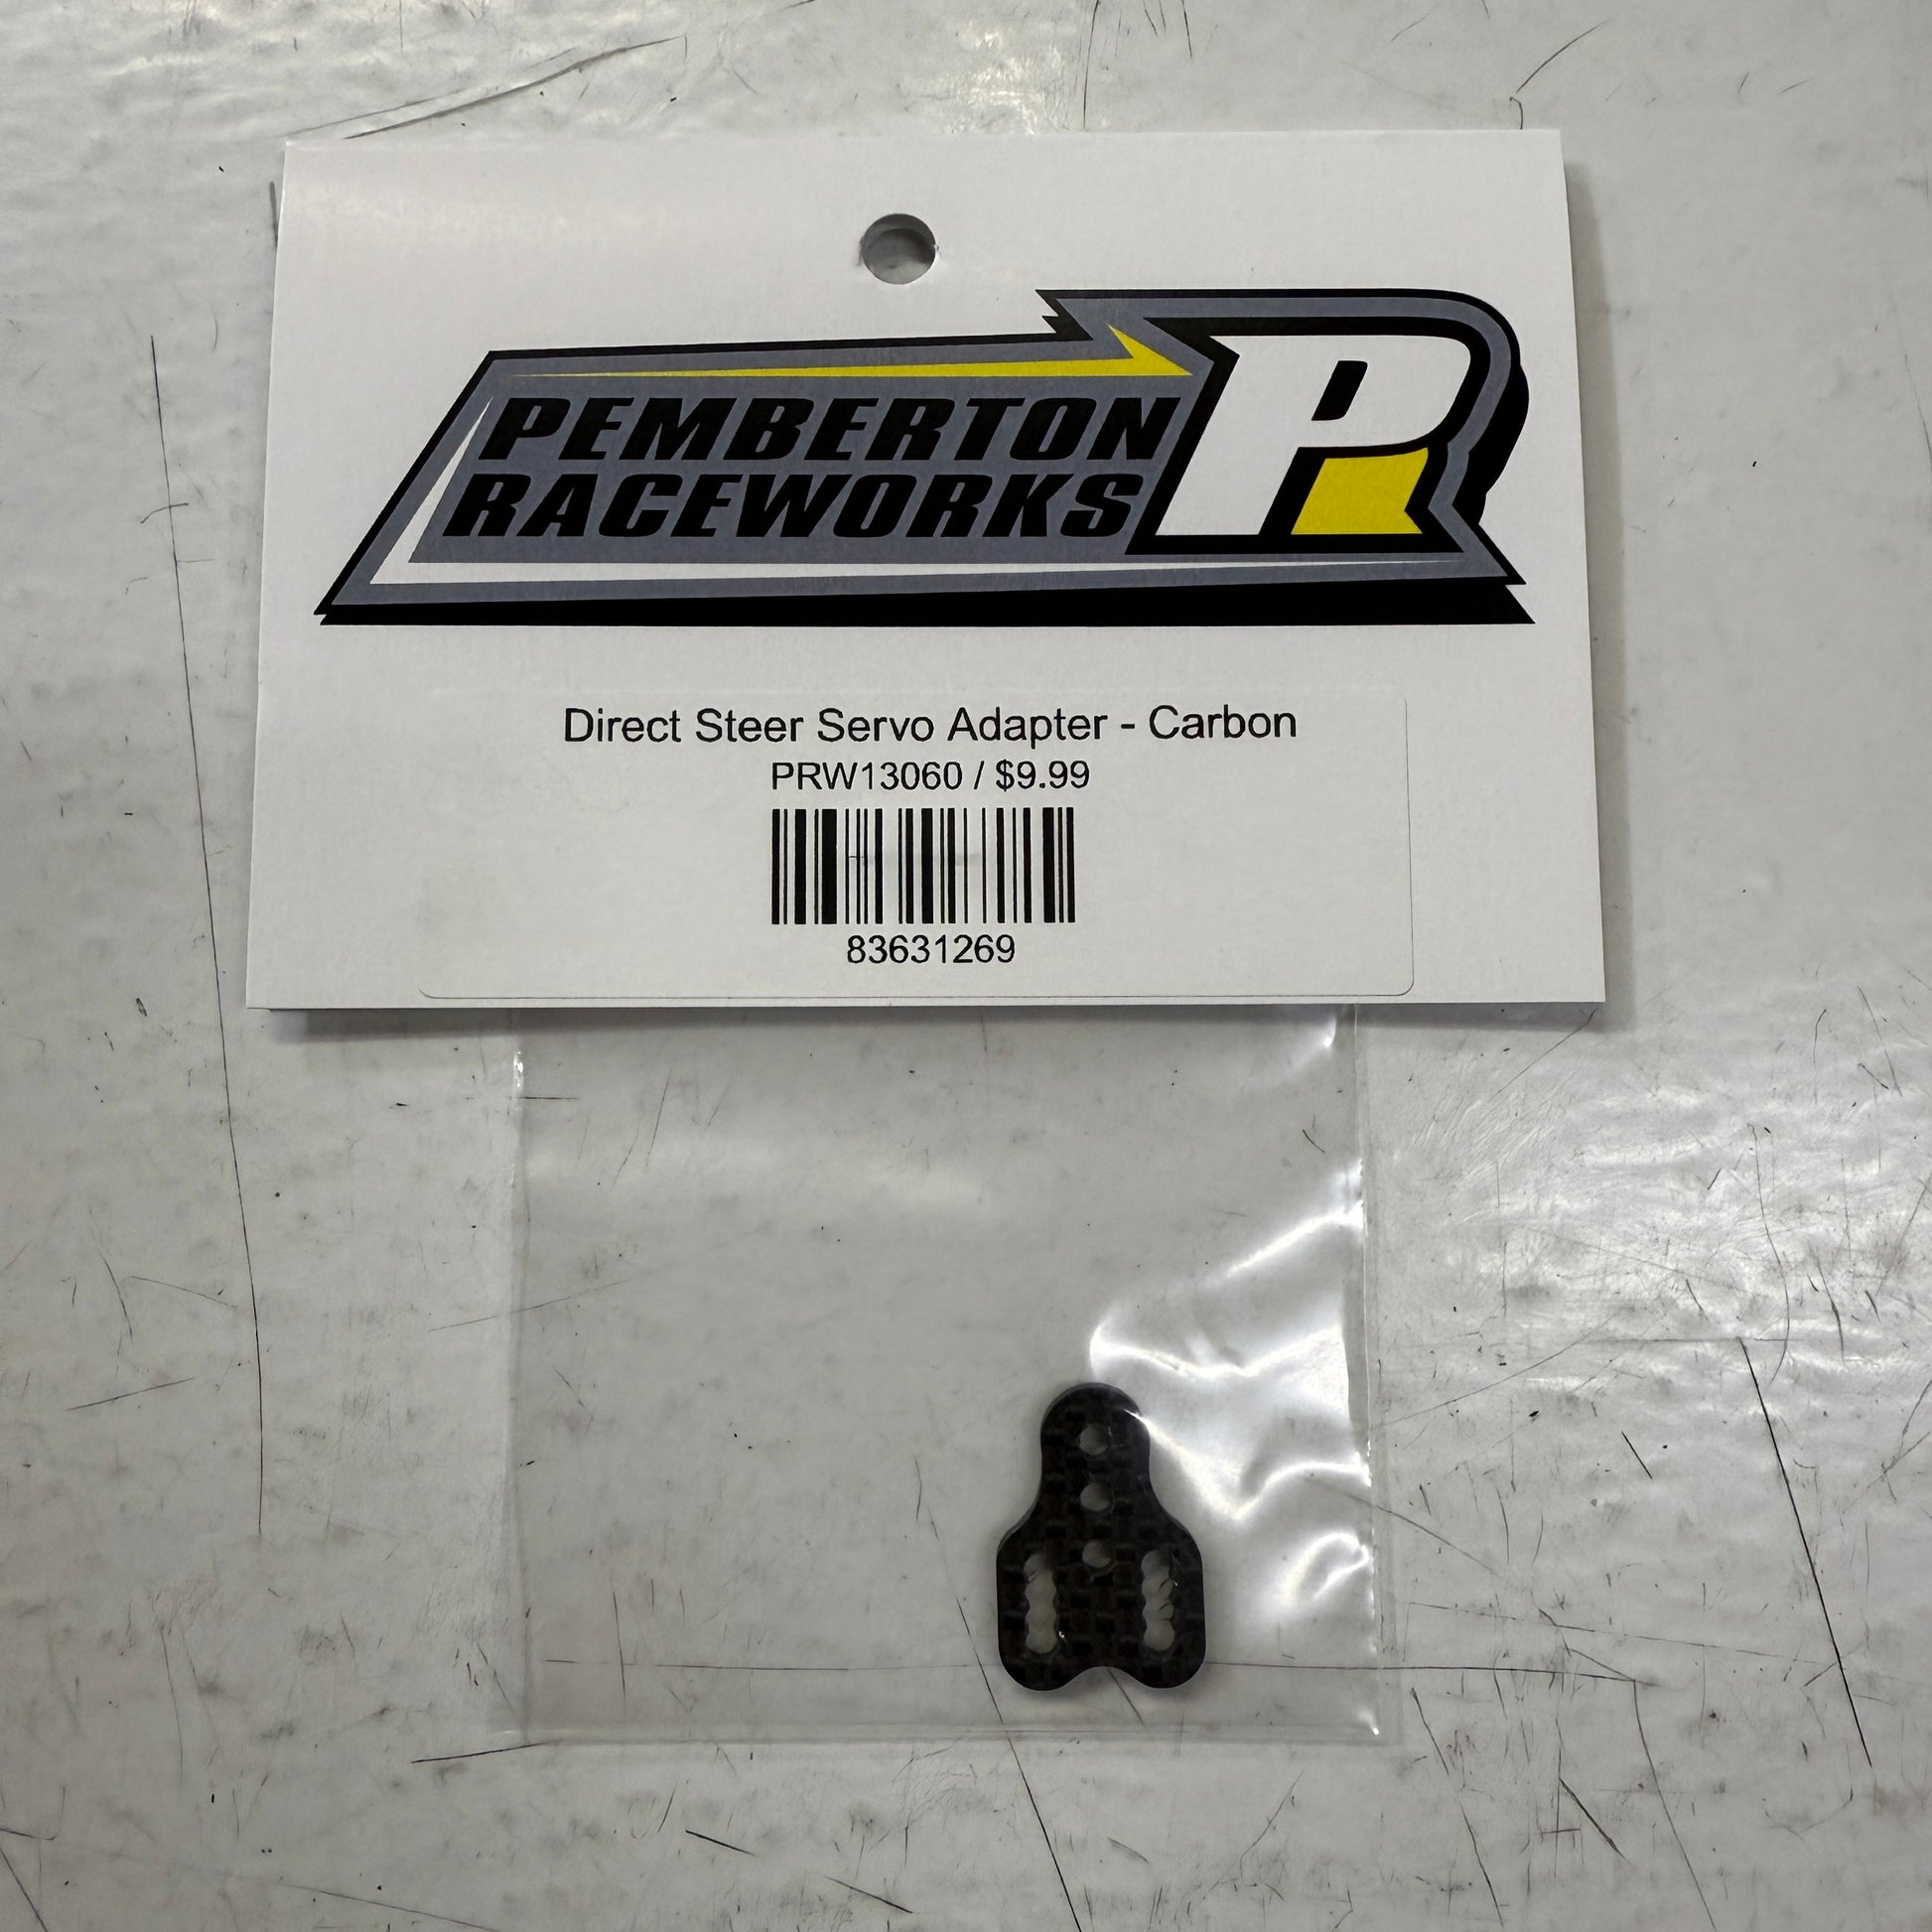 PEMBERTON
RACEWORKS
P
Direct Steer Servo Adapter - Carbon
PRW13060 / $9.99
83631269